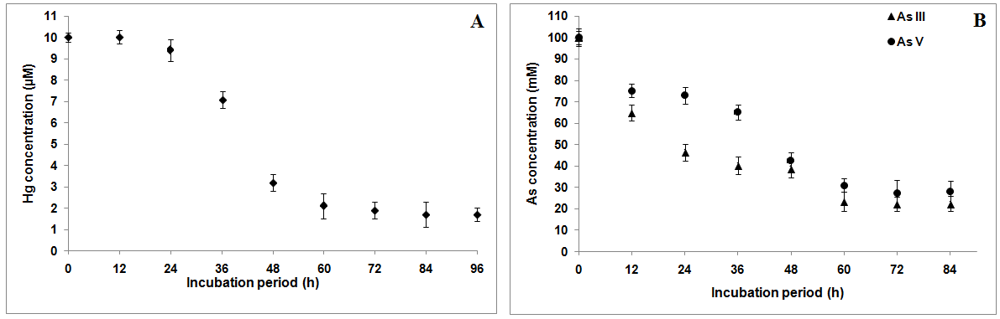 A
Hg concentration (µM)
11
10
9
8
7
6
5
4
3
2
1
0
0 12 24 36 48 60 72 84 96
Incubation period (h)
B
As III
As V
As concentration (mM)
110
100
90
80
70
60
50
40
30
20
10
0
0 12 24 36 48 60 72 84
Incubation period (h)